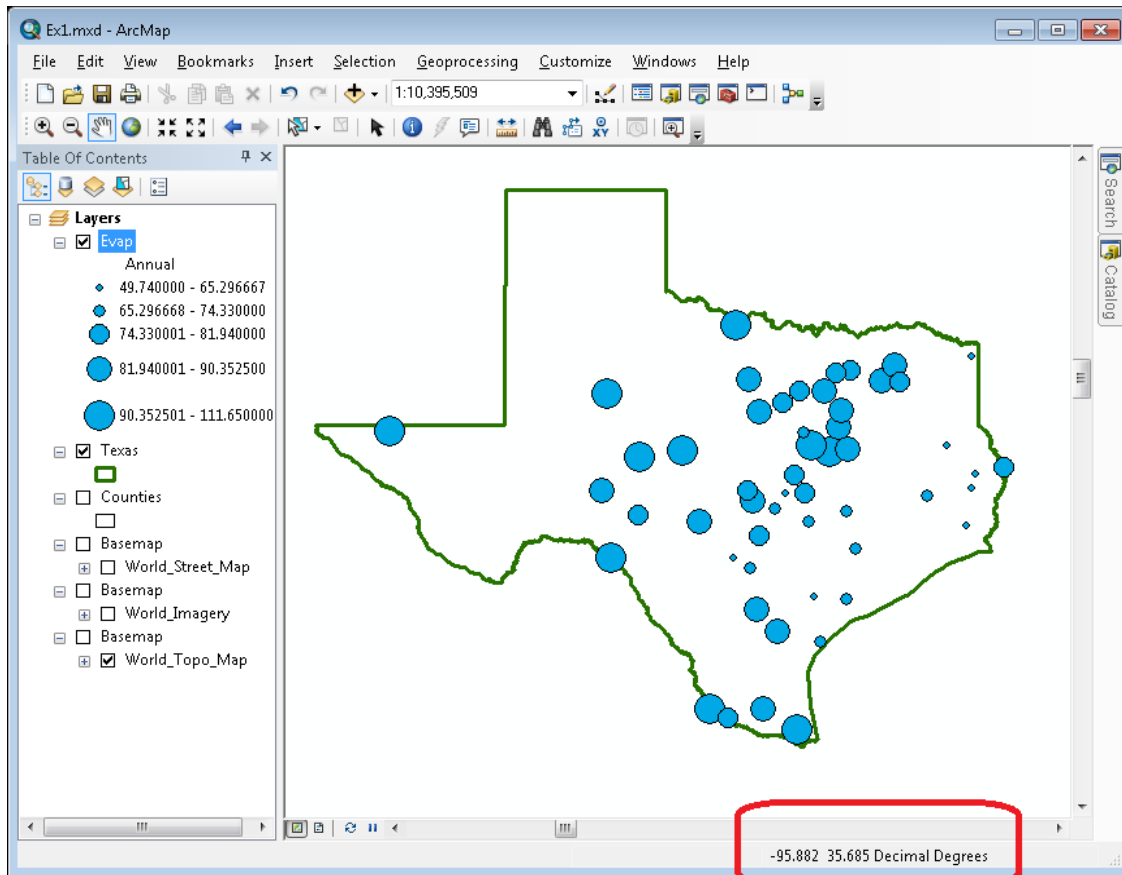 Ex1.mxd - ArcMap
File Edit View Bookmarks Insert Selection Geoprocessing Customize Windows Help
1:10,395,509
Table Of Contents
Layers
Evap
Annual
49.740000 - 65.296667
65.296668 - 74.330000
74.330001 - 81.940000
81.940001 - 90.352500
90.352501 - 111.650000
Texas
Counties
Basemap
World_Street_Map
Basemap
World_Imagery
Basemap
World_Topo_Map
Search
Catalog
-95.882 35.685 Decimal Degrees